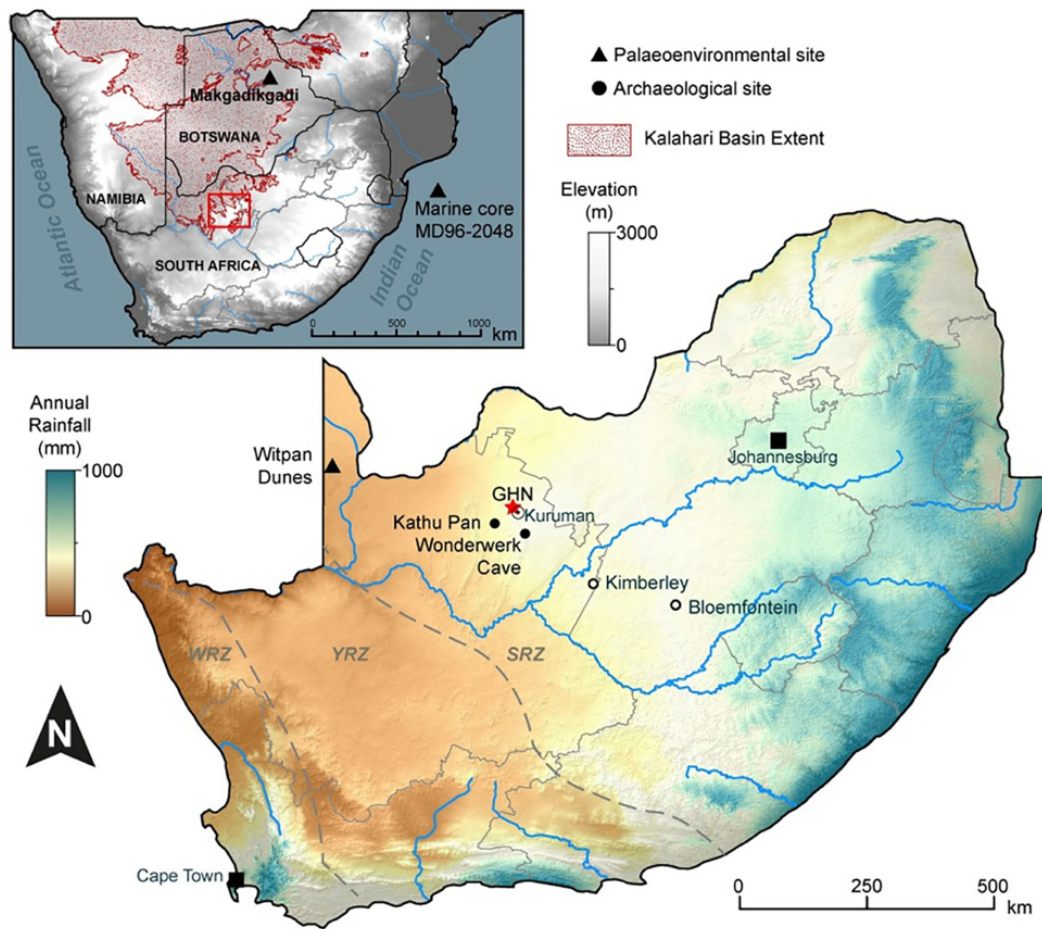 Makgadikgadi
BOTSWANA
NAMIBIA
SOUTH AFRICA
Atlantic Ocean
Indian
Ocean
Marine core
MD96-2048
0 500 1000
km
Palaeoenvironmental site
Archaeological site
Kalahari Basin Extent
Elevation
(m)
3000
0
Annual
Rainfall
(mm)
1000
0
Witpan
Dunes
Johannesburg
GHN
Kuruman
Kathu Pan
Wonderwerk
Cave
Kimberley
Bloemfontein
WRZ
YRZ
SRZ
N
Cape Town
0 250 500
km